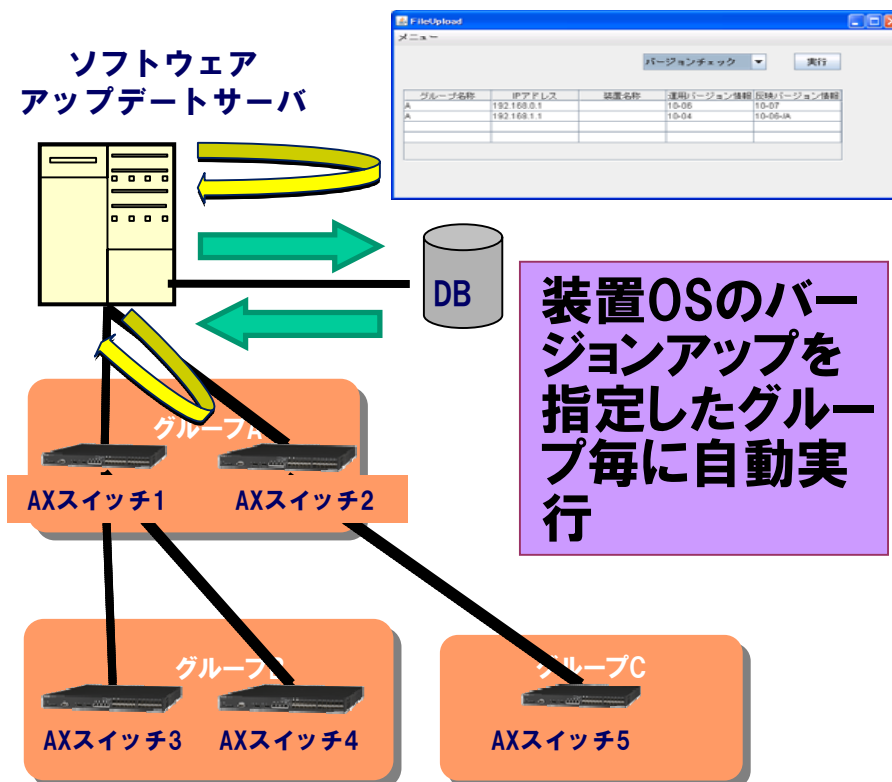 FileUpload
メニュー
バージョンチェック 実行
グループ名称 IPアドレス 装置名称 運用バージョン情報 反映バージョン情報
A 192.168.0.1 10-06 10-07
A 192.168.1.1 10-04 10-06-JA
ソフトウェア
アップデートサーバ
DB
装置OSのバー
ジョンアップを
指定したグルー
プ毎に自動実
行
グループA
AXスイッチ1 AXスイッチ2
グループB
AXスイッチ3 AXスイッチ4
グループC
AXスイッチ5